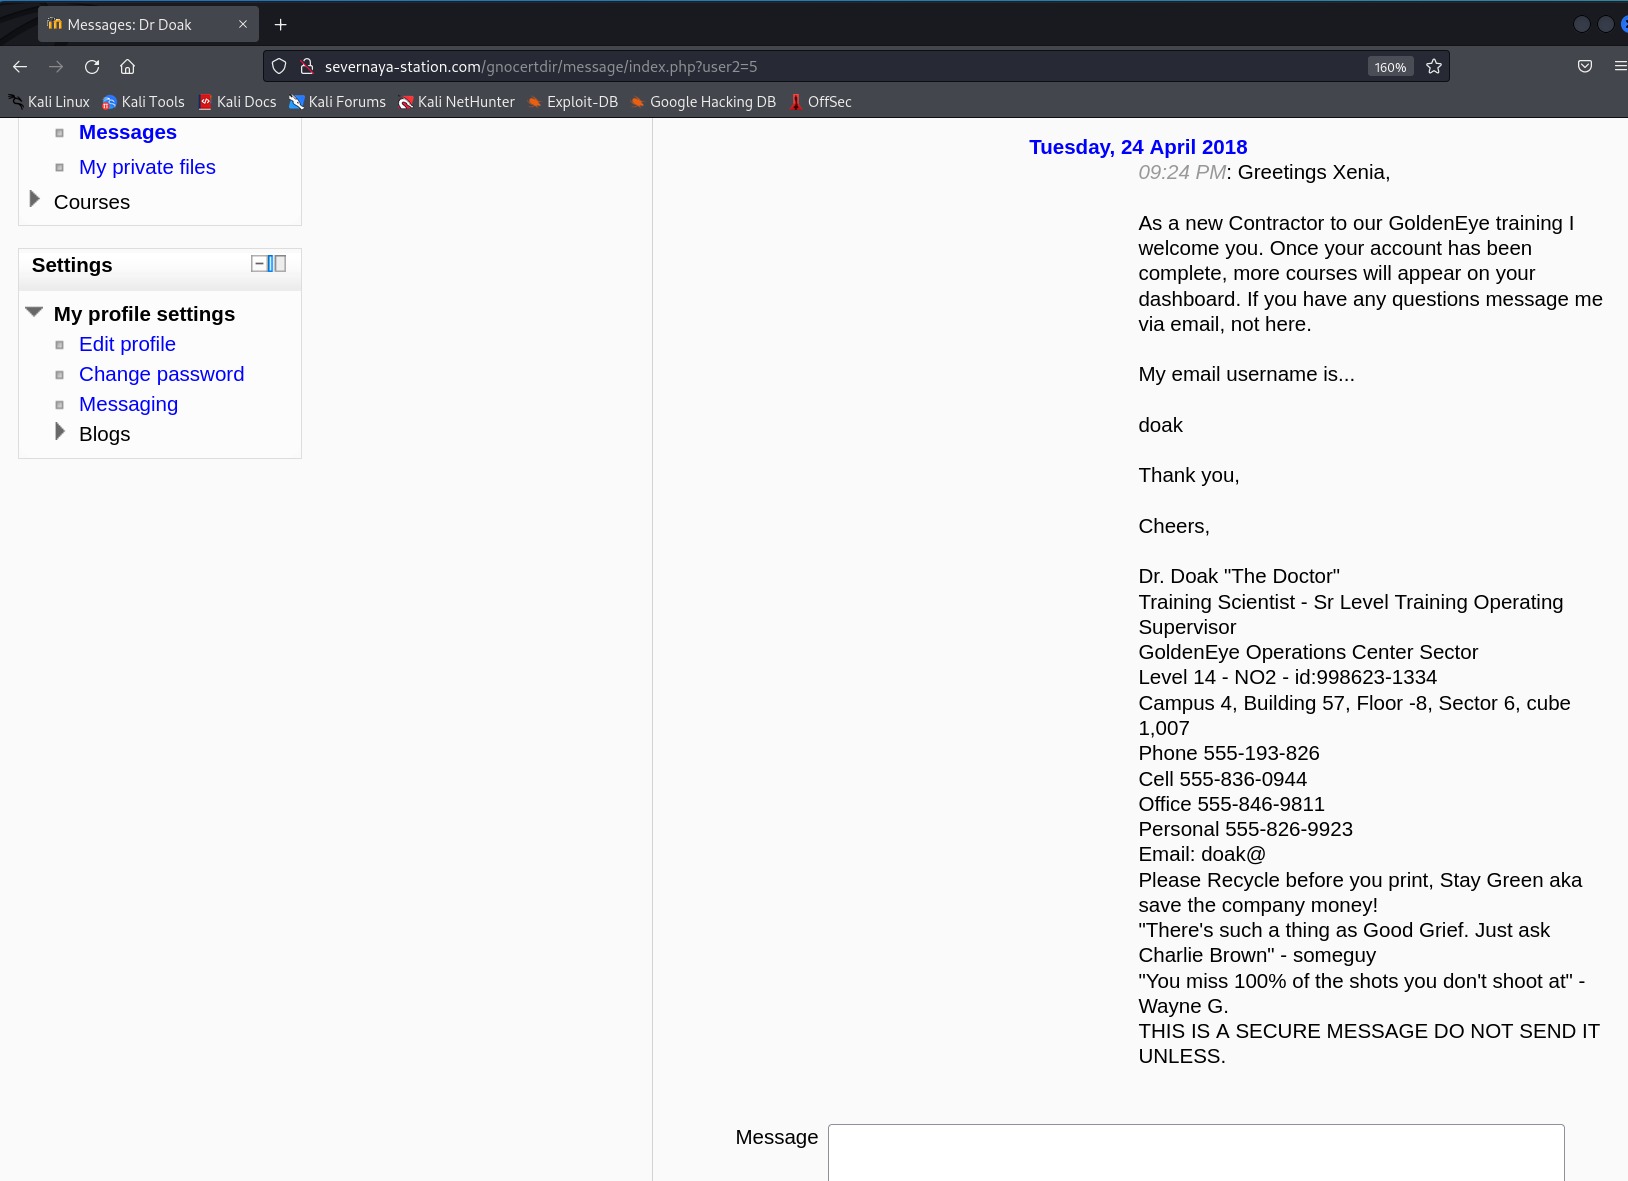 Messages: Dr Doak
severnaya-station.com/gnocertdir/message/index.php?user2=5
160%
Kali Linux
Kali Tools
Kali Docs
Kali Forums
Kali NetHunter
Exploit-DB
Google Hacking DB
OffSec
Messages
My private files
Courses
Settings
My profile settings
Edit profile
Change password
Messaging
Blogs
Tuesday, 24 April 2018
09:24 PM: Greetings Xenia,
As a new Contractor to our GoldenEye training I
welcome you. Once your account has been
complete, more courses will appear on your
dashboard. If you have any questions message me
via email, not here.
My email username is...
doak
Thank you,
Cheers,
Dr. Doak "The Doctor"
Training Scientist - Sr Level Training Operating
Supervisor
GoldenEye Operations Center Sector
Level 14 - NO2 - id:998623-1334
Campus 4, Building 57, Floor -8, Sector 6, cube
1,007
Phone 555-193-826
Cell 555-836-0944
Office 555-846-9811
Personal 555-826-9923
Email: doak@
Please Recycle before you print, Stay Green aka
save the company money!
"There's such a thing as Good Grief. Just ask
Charlie Brown" - someguy
"You miss 100% of the shots you don't shoot at" -
Wayne G.
THIS IS A SECURE MESSAGE DO NOT SEND IT
UNLESS.
Message